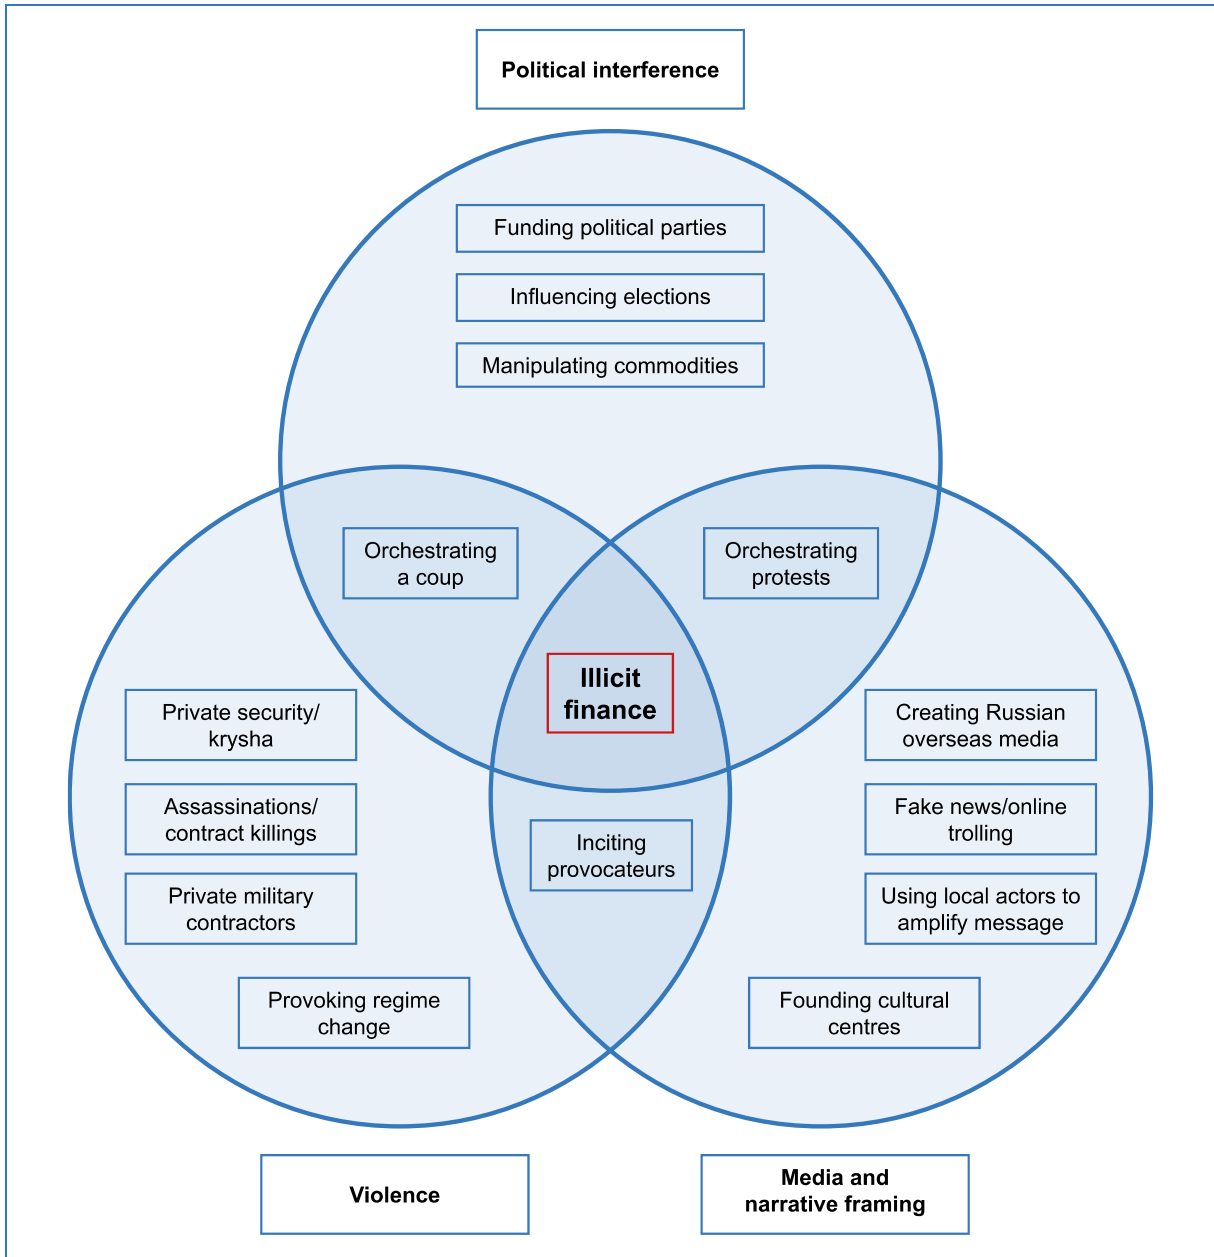 Political interference
Funding political parties
Influencing elections
Manipulating commodities
Orchestrating
a coup
Orchestrating
protests
Illicit
finance
Private security/
krysha
Assassinations/
contract killings
Private military
contractors
Provoking regime
change
Inciting
provocateurs
Creating Russian
overseas media
Fake news/online
trolling
Using local actors to
amplify message
Founding cultural
centres
Violence
Media and
narrative framing